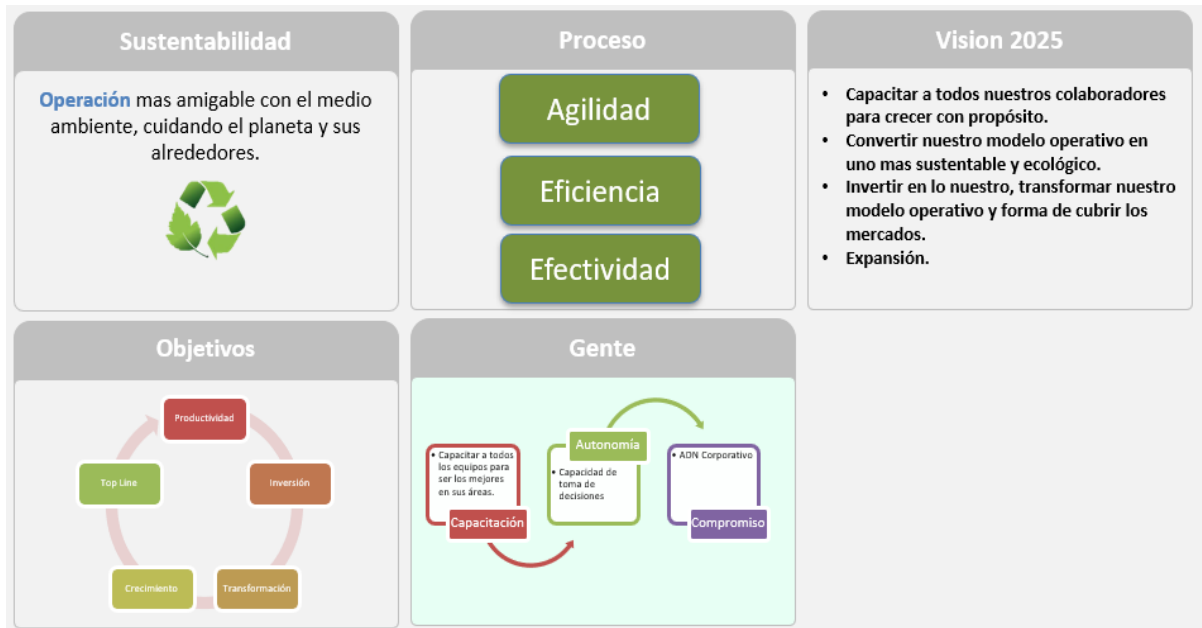 Sustentabilidad
Operación mas amigable con el medio
ambiente, cuidando el planeta y sus
alrededores.
Proceso
Agilidad
Eficiencia
Efectividad
Vision 2025
• Capacitar a todos nuestros colaboradores
para crecer con propósito.
• Convertir nuestro modelo operativo en
uno mas sustentable y ecológico.
• Invertir en lo nuestro, transformar nuestro
modelo operativo y forma de cubrir los
mercados.
• Expansión.
Objetivos
Productividad
Inversión
Transformación
Crecimiento
Top Line
Gente
• Capacitar a todos
los equipos para
ser los mejores
en sus áreas.
Capacitación
Autonomía
• Capacidad de
toma de
decisiones
• ADN Corporativo
Compromiso